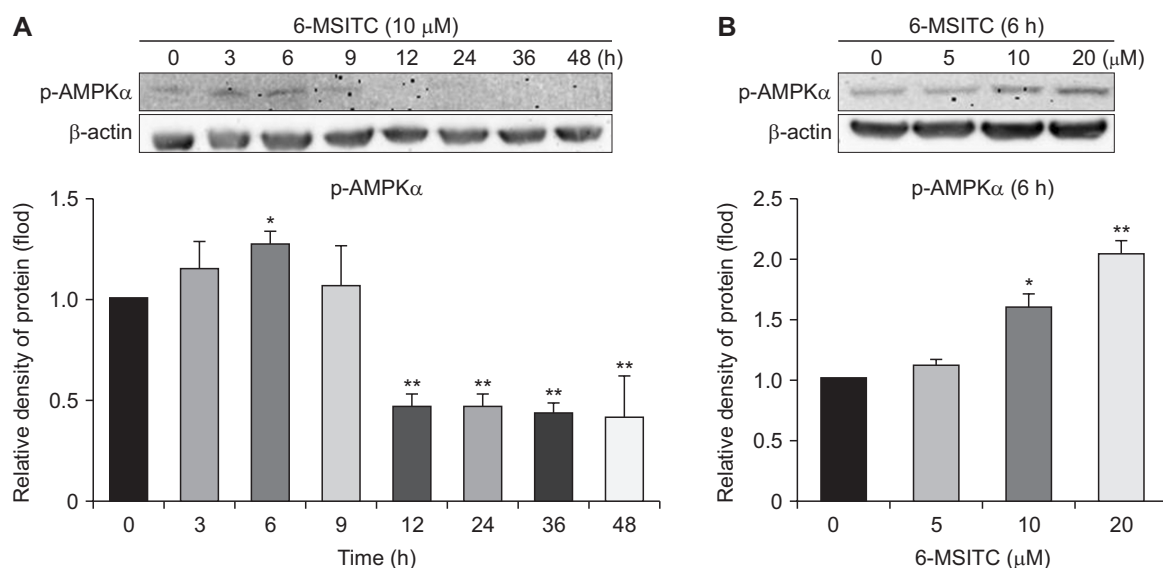 A
6-MSITC (10 μM)
0 3 6 9 12 24 36 48 (h)
p-AMPKα
β-actin
p-AMPKα
Relative density of protein (flod)
1.5
1.0
0.5
0
*
** ** ** **
0 3 6 9 12 24 36 48
Time (h)
B
6-MSITC (6 h)
0 5 10 20 (μM)
p-AMPKα
β-actin
p-AMPKα (6 h)
Relative density of protein (flod)
2.5
2.0
1.5
1.0
0.5
0
*
**
0 5 10 20
6-MSITC (μM)